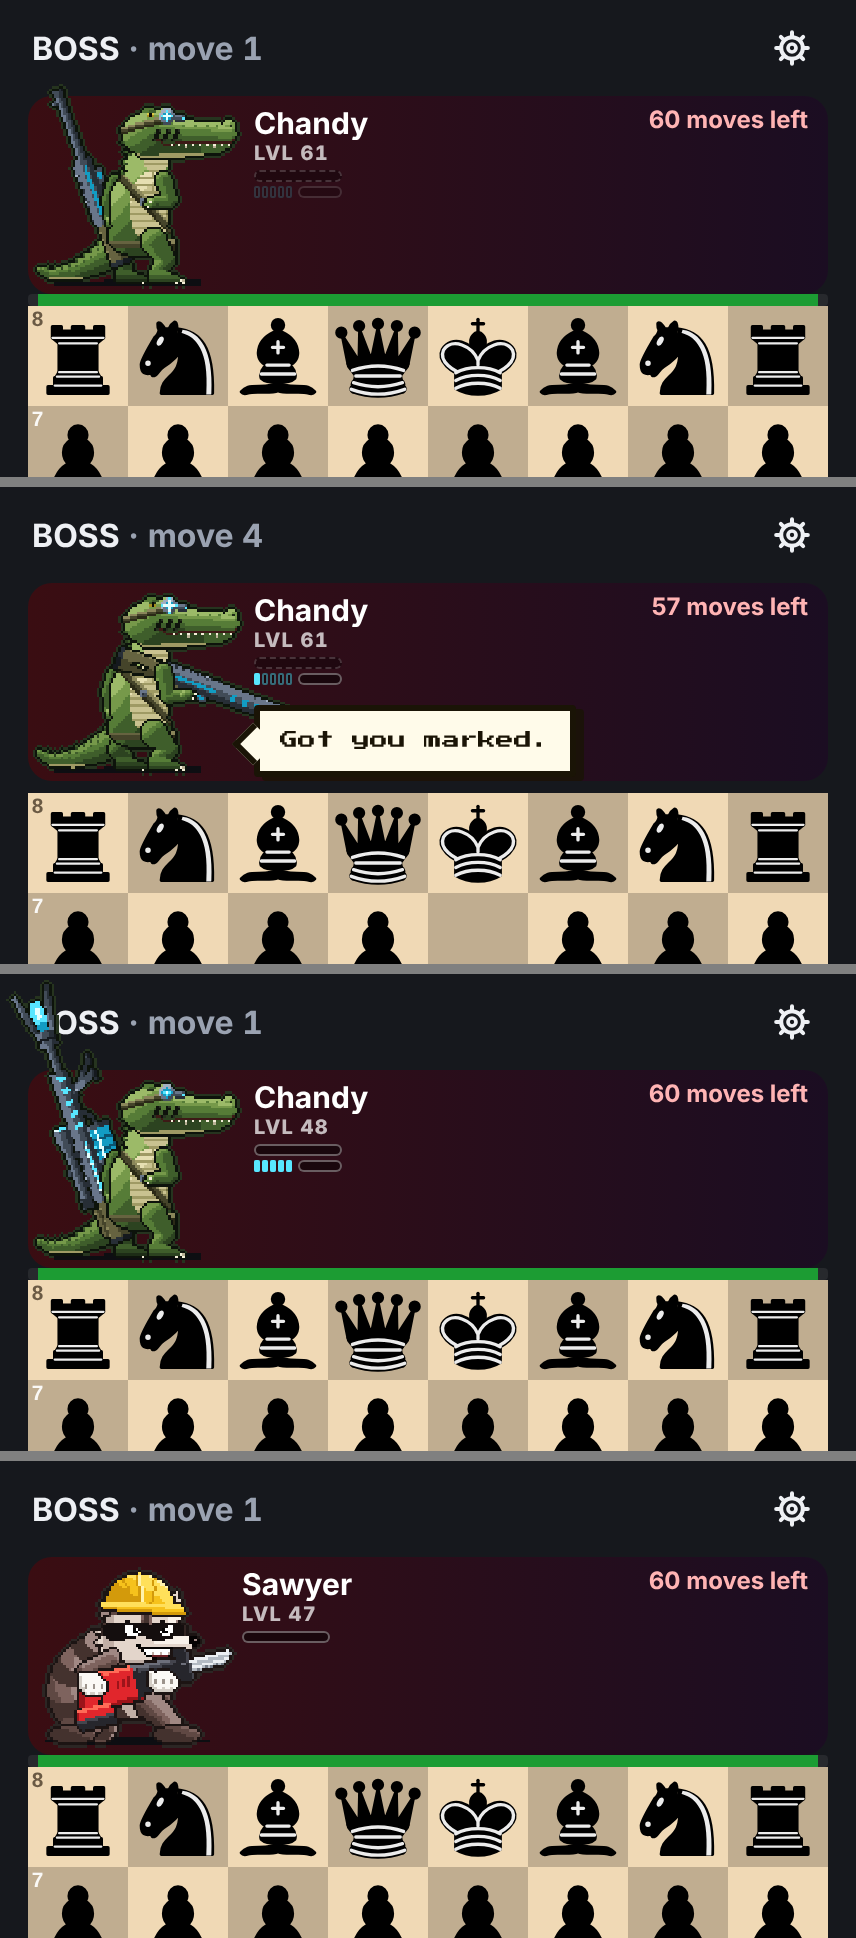 BOSS · move 1
Chandy
60 moves left
LVL 61
8
7
BOSS · move 4
Chandy
57 moves left
LVL 61
Got you marked.
8
7
OSS · move 1
Chandy
60 moves left
LVL 48
8
7
BOSS · move 1
Sawyer
60 moves left
LVL 47
8
7